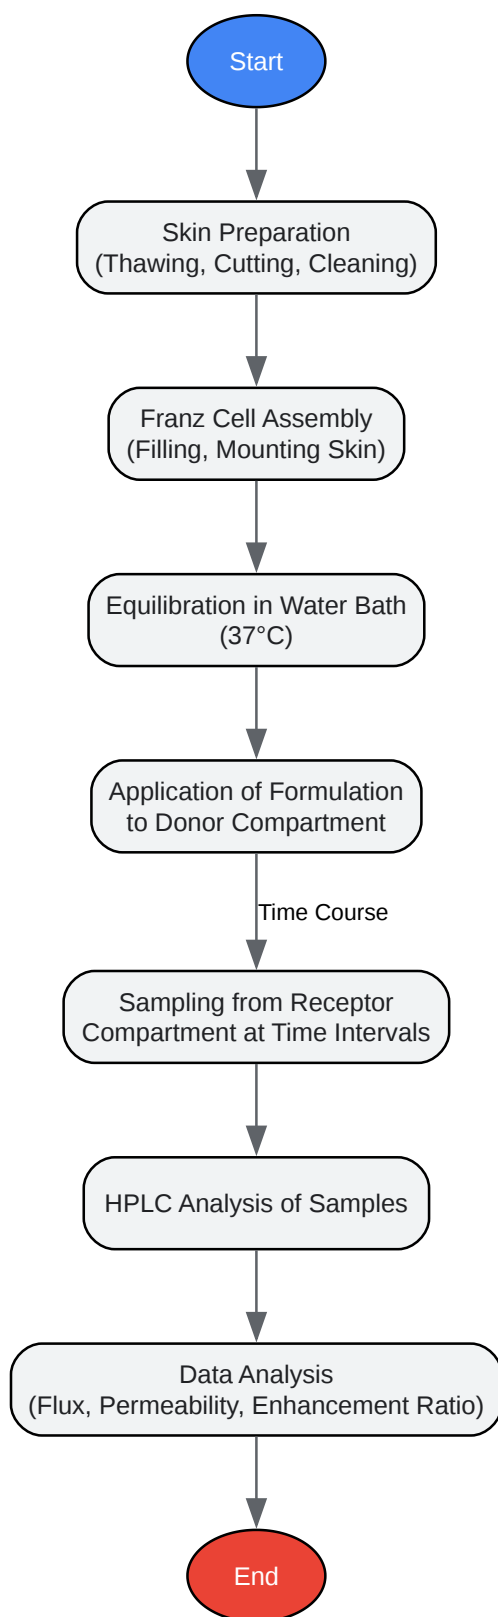 Start
Skin Preparation
(Thawing, Cutting, Cleaning)
Franz Cell Assembly
(Filling, Mounting Skin)
Equilibration in Water Bath
(37°C)
Application of Formulation
to Donor Compartment
Time Course
Sampling from Receptor
Compartment at Time Intervals
HPLC Analysis of Samples
Data Analysis
(Flux, Permeability, Enhancement Ratio)
End